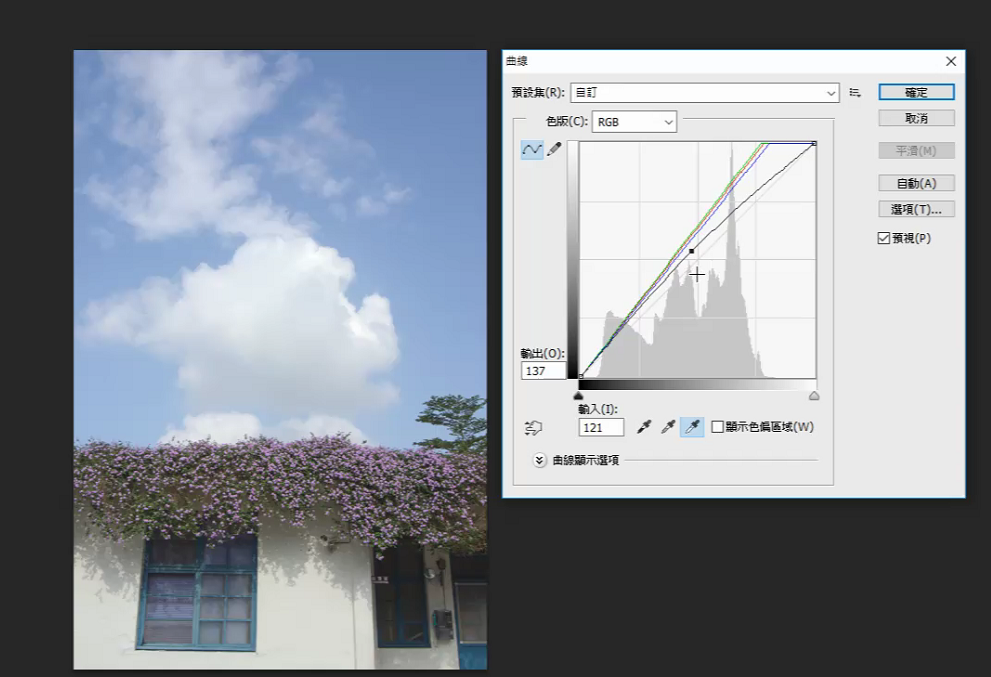 曲線
預設集(R): 自訂
確定
色版(C): RGB
取消
平滑(M)
自動(A)
選項(T)...
預視(P)
輸出(O):
137
輸入(I):
121
顯示色偏區域(W)
曲線顯示選項